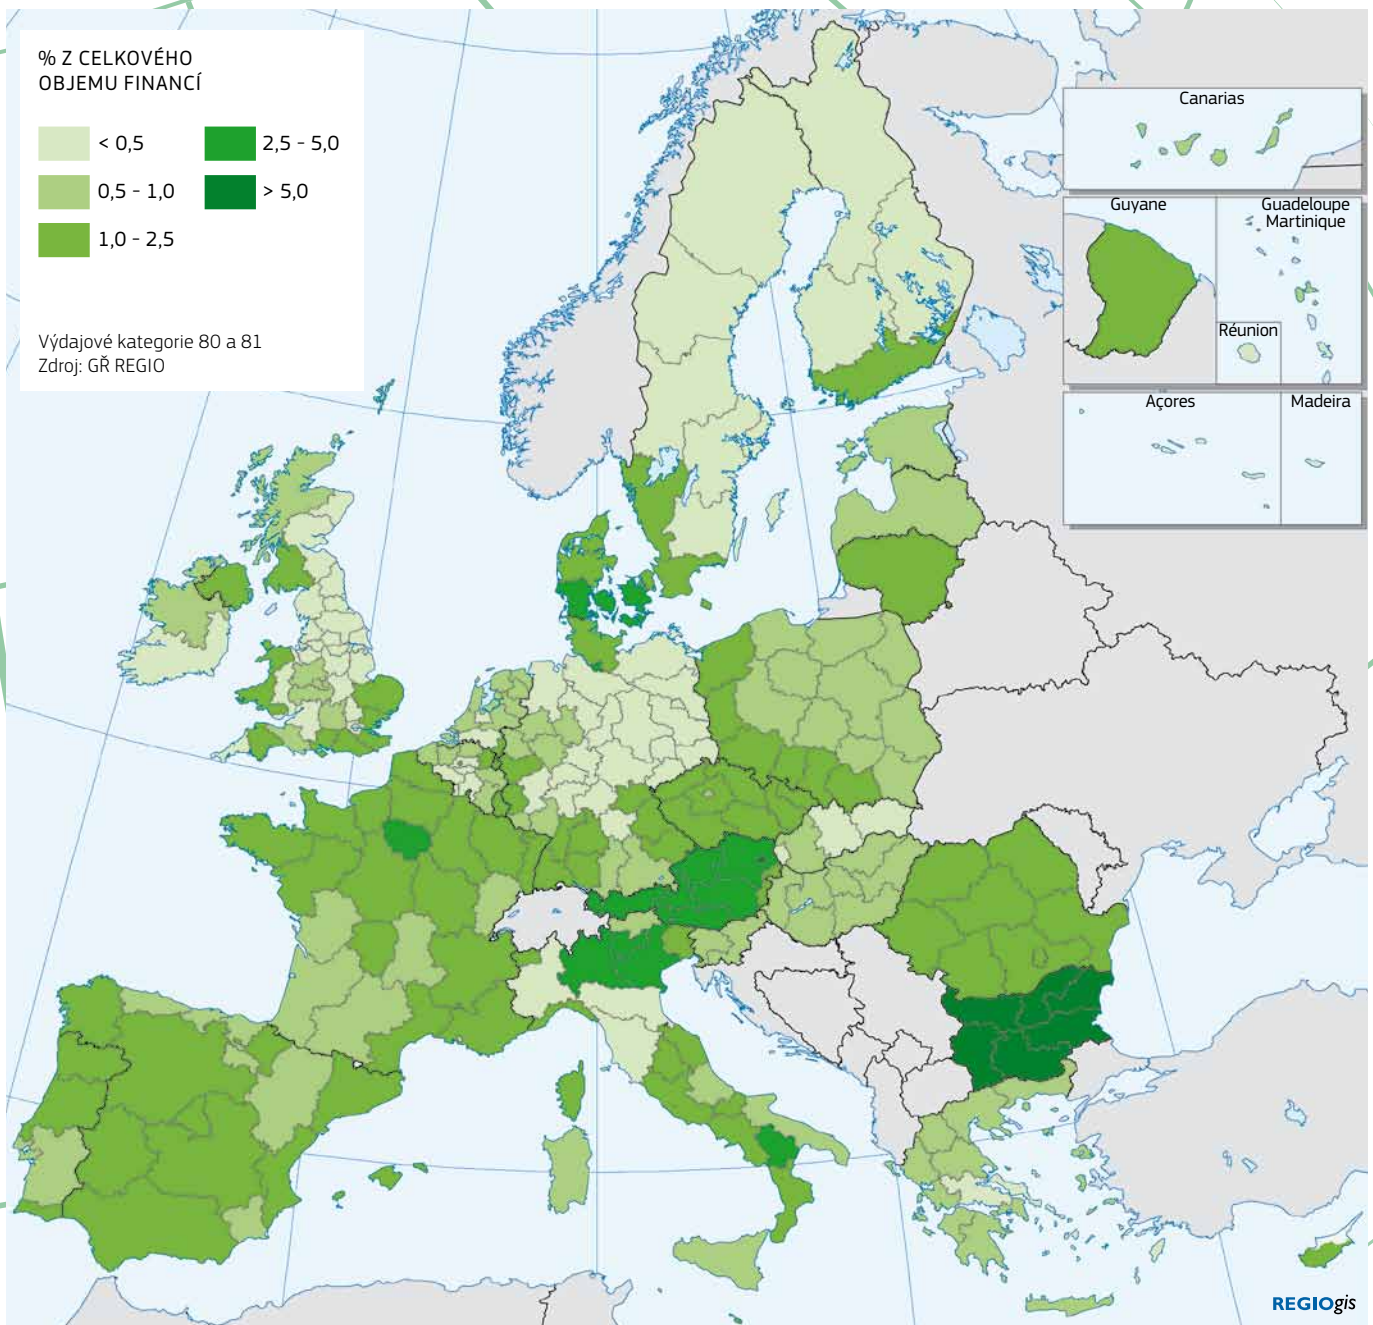 % Z CELKOVÉHO
OBJEMU FINANCÍ
< 0,5
2,5 - 5,0
0,5 - 1,0
> 5,0
1,0 - 2,5
Výdajové kategorie 80 a 81
Zdroj: GŘ REGIO
Canarias
Guyane
Guadeloupe
Martinique
Réunion
Açores
Madeira
REGIOgis